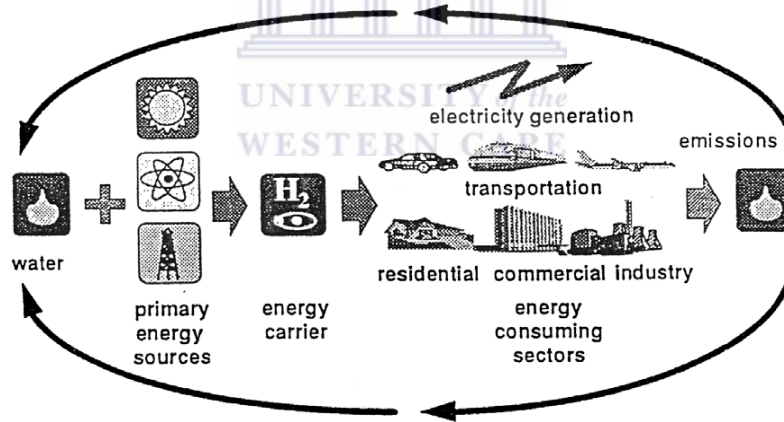 UNIVERSITY of the
WESTERN CAPE
electricity generation
emissions
transportation
H2
water
residential commercial industry
primary
energy
sources
energy
carrier
energy
consuming
sectors